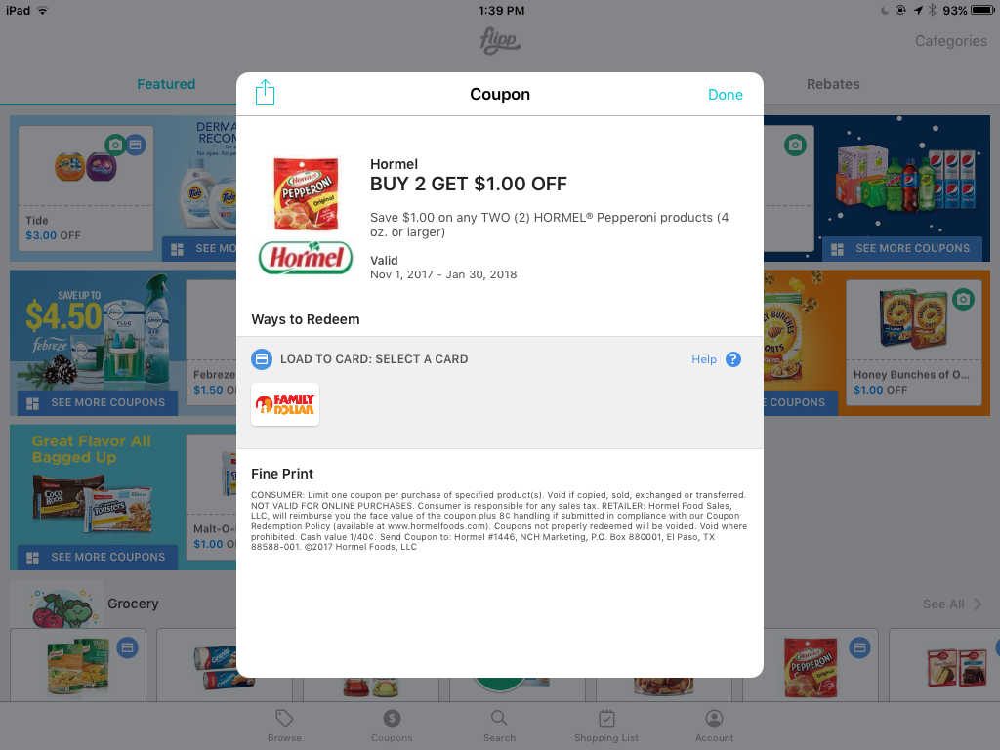 iPad
1:39 PM
93%
flipp
Categories
Featured
Rebates
DERMA
RECOM
No dyes. No pe
Tide
$3.00 OFF
SEE MO
SEE MORE COUPONS
SAVE UP TO
$4.50
febreze
SEE MORE COUPONS
Febreze
$1.50 O
Honey Bunches of O...
$1.00 OFF
E COUPONS
Great Flavor All
Bagged Up
Malt-O-
$1.00 O
SEE MORE COUPONS
Grocery
See All
Coupon
Done
Hormel
PEPPERONI
Original
Hormel
Hormel
BUY 2 GET $1.00 OFF
Save $1.00 on any TWO (2) HORMEL® Pepperoni products (4
oz. or larger)
Valid
Nov 1, 2017 - Jan 30, 2018
Ways to Redeem
LOAD TO CARD: SELECT A CARD
Help ?
FAMILY
DOLLAR
Fine Print
CONSUMER: Limit one coupon per purchase of specified product(s). Void if copied, sold, exchanged or transferred.
NOT VALID FOR ONLINE PURCHASES. Consumer is responsible for any sales tax. RETAILER: Hormel Food Sales,
LLC, will reimburse you the face value of the coupon plus 8¢ handling if submitted in compliance with our Coupon
Redemption Policy (available at www.hormelfoods.com). Coupons not properly redeemed will be voided. Void where
prohibited. Cash value 1/40¢. Send Coupon to: Hormel #1446, NCH Marketing, P.O. Box 880001, El Paso, TX
88588-001. ©2017 Hormel Foods, LLC
Browse
Coupons
Search
Shopping List
Account